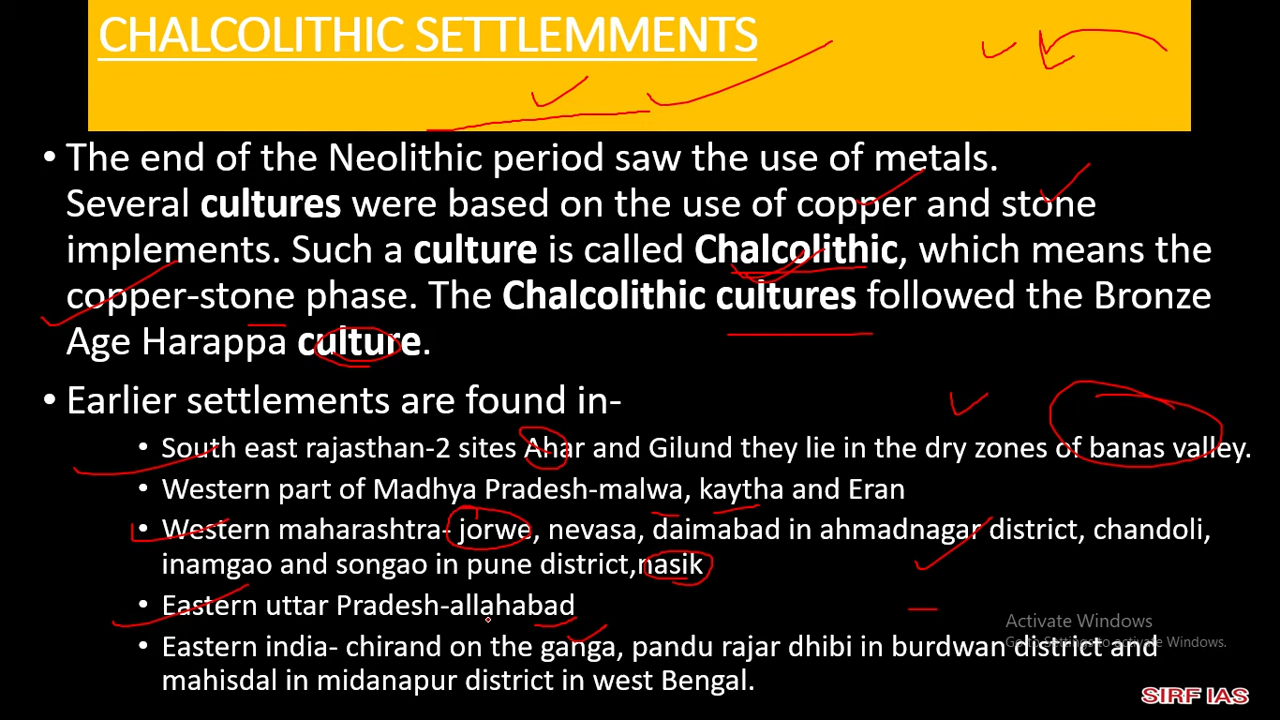 CHALCOLITHIC SETTLEMMENTS
• The end of the Neolithic period saw the use of metals.
Several cultures were based on the use of copper and stone
implements. Such a culture is called Chalcolithic, which means the
copper-stone phase. The Chalcolithic cultures followed the Bronze
Age Harappa culture.
• Earlier settlements are found in-
• South east rajasthan-2 sites Ahar and Gilund they lie in the dry zones of banas valley.
• Western part of Madhya Pradesh-malwa, kaytha and Eran
• Western maharashtra- jorwe, nevasa, daimabad in ahmadnagar district, chandoli,
inamgao and songao in pune district,nasik
• Eastern uttar Pradesh-allahabad
• Eastern india- chirand on the ganga, pandu rajar dhibi in burdwan district and
mahisdal in midanapur district in west Bengal.
Activate Windows
Go to Settings to activate Windows.
SIRF IAS